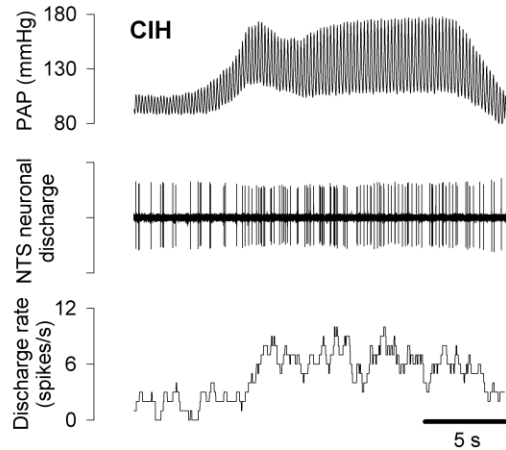 CIH
PAP (mmHg)
180
130
80
NTS neuronal
discharge
Discharge rate
(spikes/s)
12
6
0
5 s